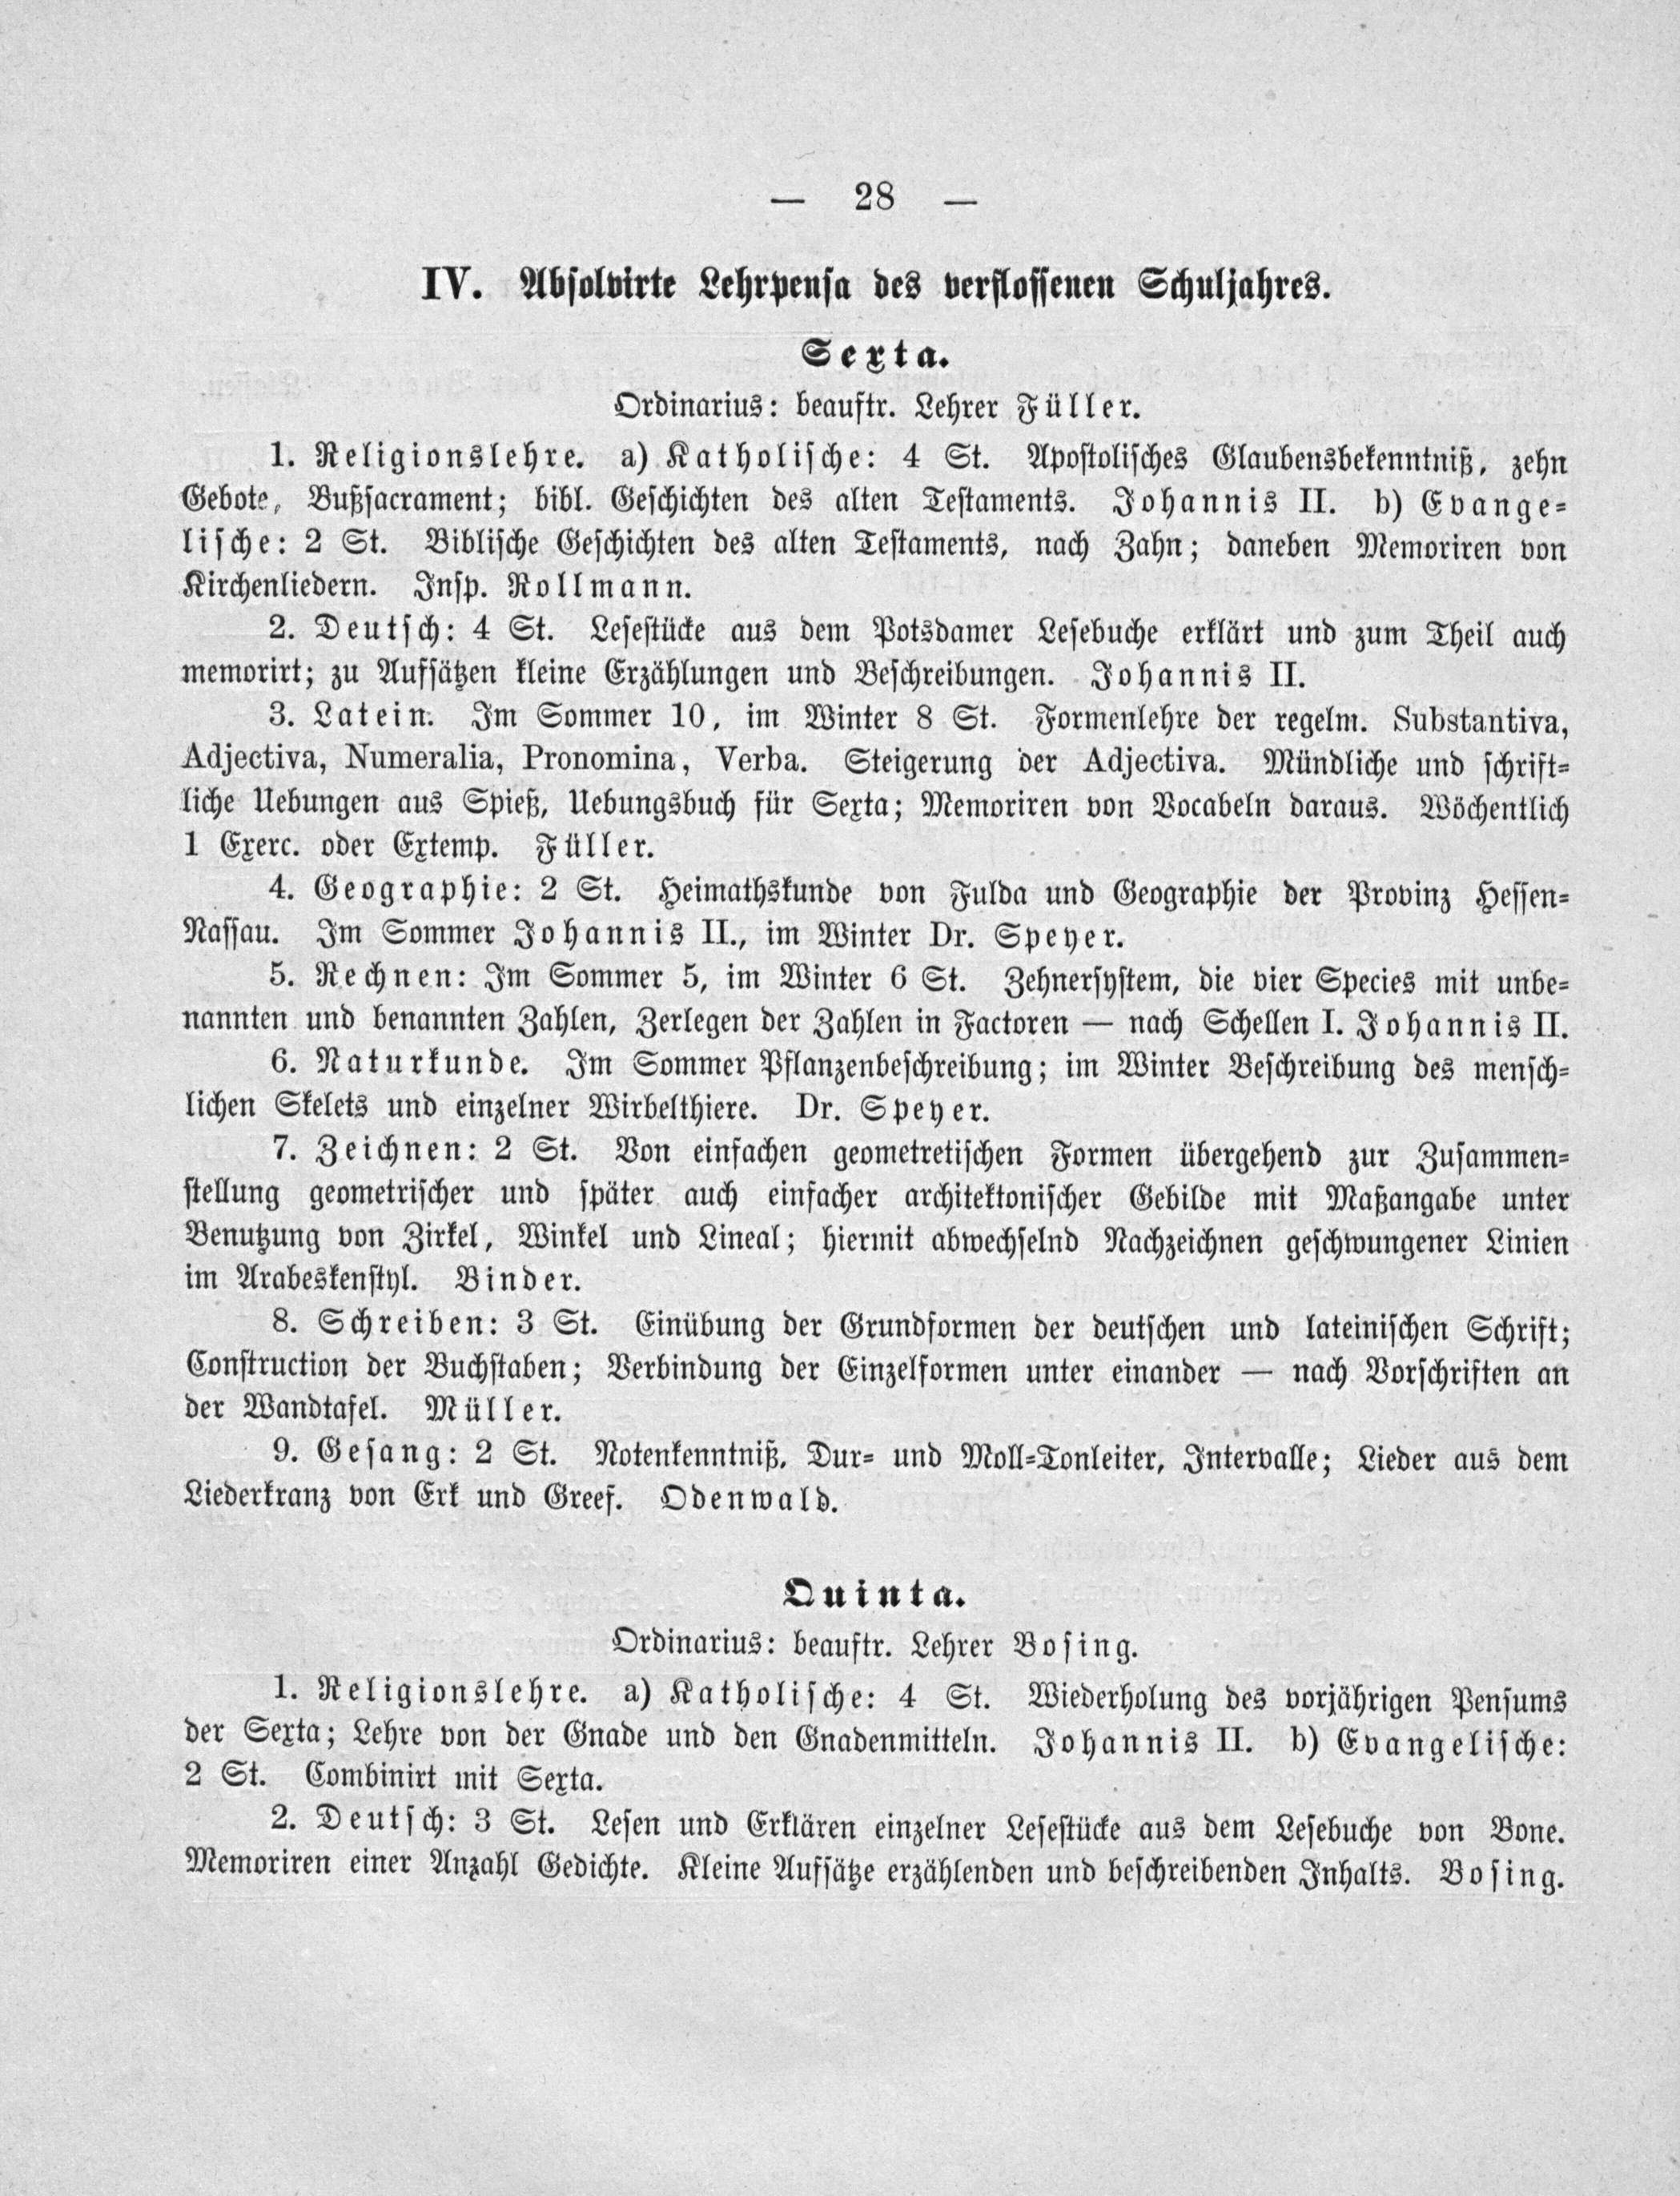 — 28 —
IV. Absolvirte Lehrpensa des verflossenen Schuljahres.
Sexta.
Ordinarius: beauftr. Lehrer Füller.
1. Religionslehre. a) Katholische: 4 St. Apostolisches Glaubensbekenntniß, zehn
Gebote, Bußsacrament; bibl. Geschichten des alten Testaments. Johannis II. b) Evange-
lische: 2 St. Biblische Geschichten des alten Testaments, nach Zahn; daneben Memoriren von
Kirchenliedern. Insp. Rollmann.
2. Deutsch: 4 St. Lesestücke aus dem Potsdamer Lesebuche erklärt und zum Theil auch
memorirt; zu Aufsätzen kleine Erzählungen und Beschreibungen. Johannis II.
3. Latein. Im Sommer 10, im Winter 8 St. Formenlehre der regelm. Substantiva,
Adjectiva, Numeralia, Pronomina, Verba. Steigerung der Adjectiva. Mündliche und schrift-
liche Uebungen aus Spieß, Uebungsbuch für Sexta; Memoriren von Vocabeln daraus. Wöchentlich
1 Exerc. oder Extemp. Füller.
4. Geographie: 2 St. Heimathskunde von Fulda und Geographie der Provinz Hessen-
Nassau. Im Sommer Johannis II., im Winter Dr. Speyer.
5. Rechnen: Im Sommer 5, im Winter 6 St. Zehnersystem, die vier Species mit unbe-
nannten und benannten Zahlen, Zerlegen der Zahlen in Factoren — nach Schellen I. Johannis II.
6. Naturkunde. Im Sommer Pflanzenbeschreibung; im Winter Beschreibung des mensch-
lichen Skelets und einzelner Wirbelthiere. Dr. Speyer.
7. Zeichnen: 2 St. Von einfachen geometretischen Formen übergehend zur Zusammen-
stellung geometrischer und später auch einfacher architektonischer Gebilde mit Maßangabe unter
Benutzung von Zirkel, Winkel und Lineal; hiermit abwechselnd Nachzeichnen geschwungener Linien
im Arabeskenstyl. Binder.
8. Schreiben: 3 St. Einübung der Grundformen der deutschen und lateinischen Schrift;
Construction der Buchstaben; Verbindung der Einzelformen unter einander — nach Vorschriften an
der Wandtafel. Müller.
9. Gesang: 2 St. Notenkenntniß, Dur- und Moll-Tonleiter, Intervalle; Lieder aus dem
Liederkranz von Erk und Greef. Odenwald.
Quinta.
Ordinarius: beauftr. Lehrer Bosing.
1. Religionslehre. a) Katholische: 4 St. Wiederholung des vorjährigen Pensums
der Sexta; Lehre von der Gnade und den Gnadenmitteln. Johannis II. b) Evangelische:
2 St. Combinirt mit Sexta.
2. Deutsch: 3 St. Lesen und Erklären einzelner Lesestücke aus dem Lesebuche von Bone.
Memoriren einer Anzahl Gedichte. Kleine Aufsätze erzählenden und beschreibenden Inhalts. Bosing.